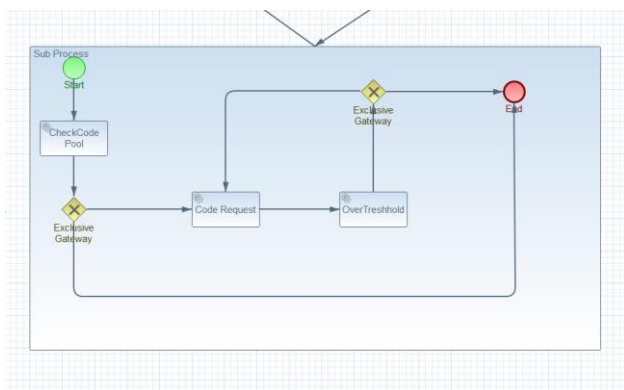 Sub Process
Start
CheckCode
Pool
Exclusive
Gateway
Code Request
OverTreshhold
Exclusive
Gateway
End